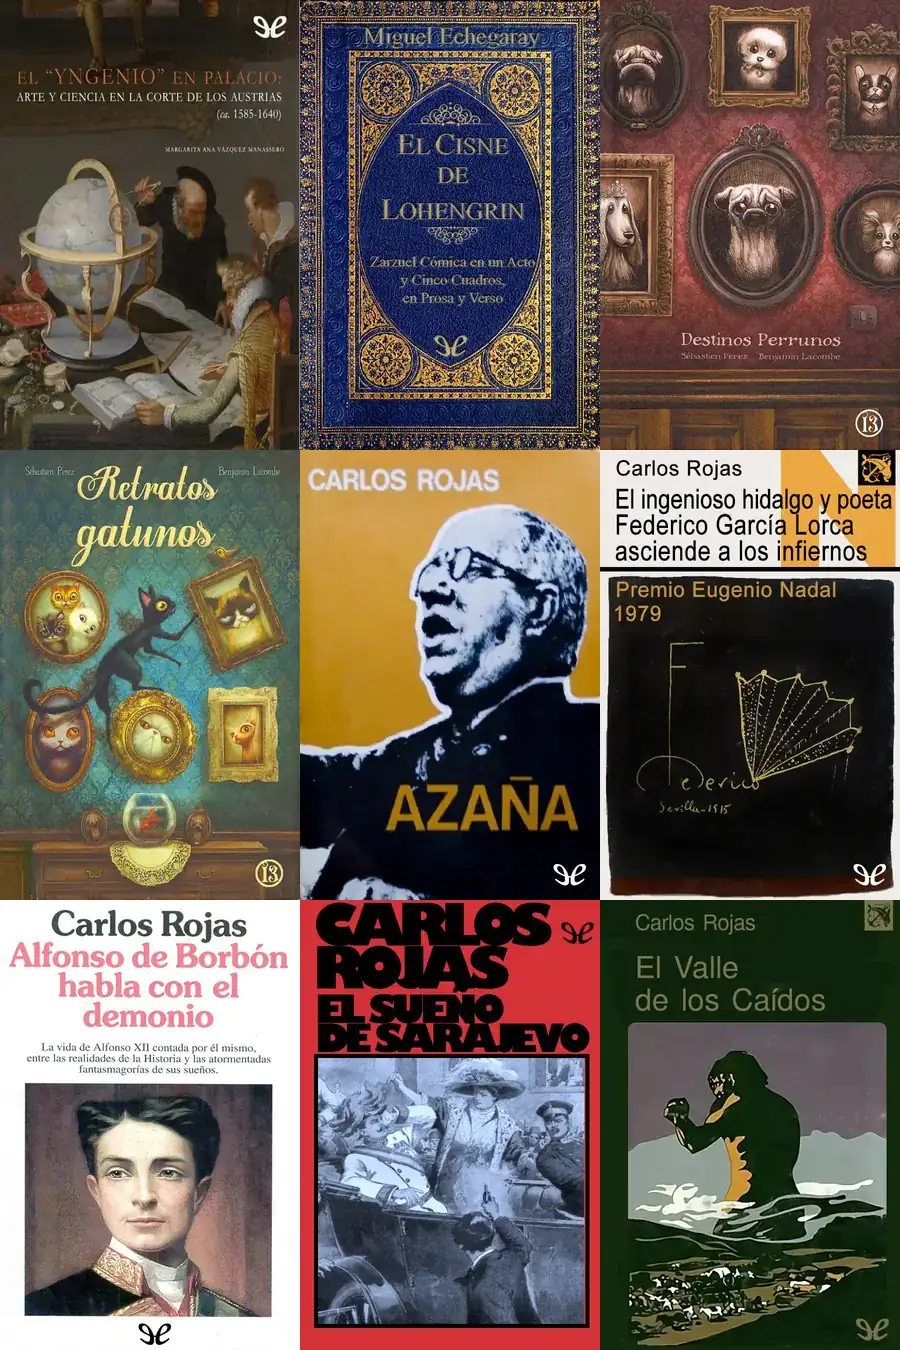 EL "YNGENIO" EN PALACIO:
ARTE Y CIENCIA EN LA CORTE DE LOS AUSTRIAS
(ca. 1585-1640)
MARGARITA ANA VÁZQUEZ MANASSERO
Miguel Echegaray
EL CISNE
DE
LOHENGRIN
Zarzuel Cómica en un Acto
y Cinco Cuadros,
en Prosa y Verso
Destinos Perrunos
Sébastien Perez Benjamin Lacombe
13
Sébastien Perez Benjamin Lacombe
Retratos
gatunos
13
CARLOS ROJAS
AZAÑA
Carlos Rojas
El ingenioso hidalgo y poeta
Federico García Lorca
asciende a los infiernos
Premio Eugenio Nadal
1979
Federico
Sevilla-1915
Carlos Rojas
Alfonso de Borbón
habla con el
demonio
La vida de Alfonso XII contada por él mismo,
entre las realidades de la Historia y las atormentadas
fantasmagorías de sus sueños.
CARLOS
ROJAS
EL SUEÑO
DE SARAJEVO
Carlos Rojas
El Valle
de los Caídos